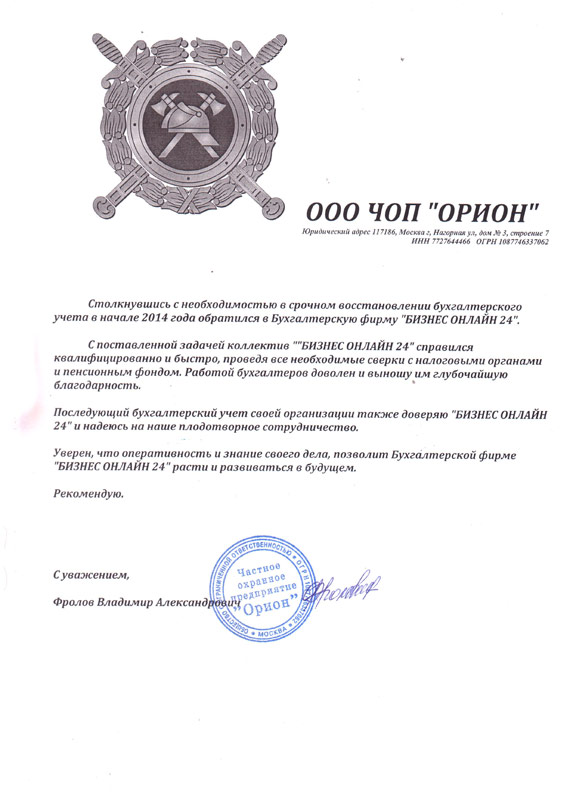 ООО ЧОП "ОРИОН"
Юридический адрес 117186, Москва г, Нагорная ул, дом № 3, строение 7
ИНН 7727644466 ОГРН 1087746337062
Столкнувшись с необходимостью в срочном восстановлении бухгалтерского
учета в начале 2014 года обратился в Бухгалтерскую фирму "БИЗНЕС ОНЛАЙН 24".
С поставленной задачей коллектив ""БИЗНЕС ОНЛАЙН 24" справился
квалифицированно и быстро, проведя все необходимые сверки с налоговыми органами
и пенсионным фондом. Работой бухгалтеров доволен и выношу им глубочайшую
благодарность.
Последующий бухгалтерский учет своей организации также доверяю "БИЗНЕС ОНЛАЙН
24" и надеюсь на наше плодотворное сотрудничество.
Уверен, что оперативность и знание своего дела, позволит Бухгалтерской фирме
"БИЗНЕС ОНЛАЙН 24" расти и развиваться в будущем.
Рекомендую.
С уважением,
Фролов Владимир Александрович
Частное
охранное
предприятие
"Орион"
ОБЩЕСТВО С ОГРАНИЧЕННОЙ ОТВЕТСТВЕННОСТЬЮ
МОСКВА